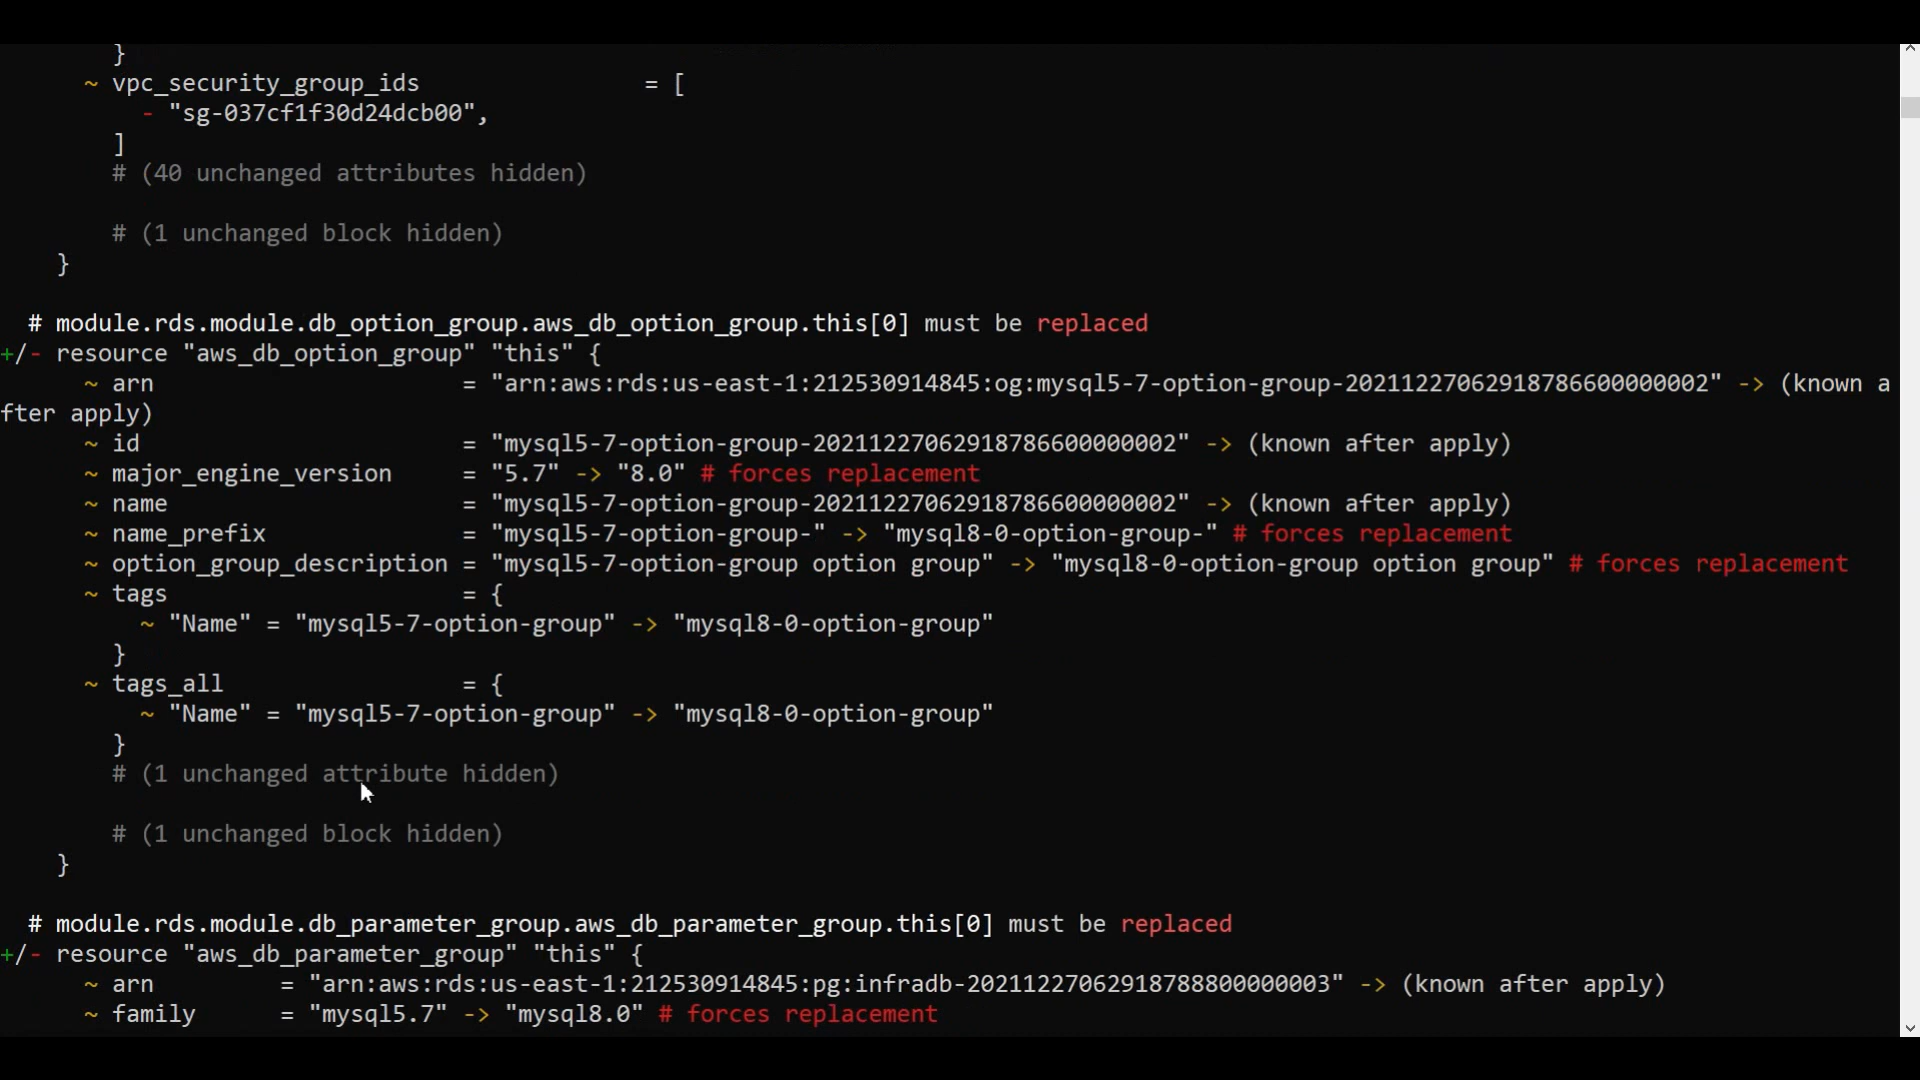 }
~ vpc_security_group_ids = [
- "sg-037cf1f30d24dcb00",
]
# (40 unchanged attributes hidden)
# (1 unchanged block hidden)
}
# module.rds.module.db_option_group.aws_db_option_group.this[0] must be replaced
+/- resource "aws_db_option_group" "this" {
~ arn = "arn:aws:rds:us-east-1:212530914845:og:mysql5-7-option-group-20211227062918786600000002" -> (known a
fter apply)
~ id = "mysql5-7-option-group-20211227062918786600000002" -> (known after apply)
~ major_engine_version = "5.7" -> "8.0" # forces replacement
~ name = "mysql5-7-option-group-20211227062918786600000002" -> (known after apply)
~ name_prefix = "mysql5-7-option-group-" -> "mysql8-0-option-group-" # forces replacement
~ option_group_description = "mysql5-7-option-group option group" -> "mysql8-0-option-group option group" # forces replacement
~ tags = {
~ "Name" = "mysql5-7-option-group" -> "mysql8-0-option-group"
}
~ tags_all = {
~ "Name" = "mysql5-7-option-group" -> "mysql8-0-option-group"
}
# (1 unchanged attribute hidden)
# (1 unchanged block hidden)
}
# module.rds.module.db_parameter_group.aws_db_parameter_group.this[0] must be replaced
+/- resource "aws_db_parameter_group" "this" {
~ arn = "arn:aws:rds:us-east-1:212530914845:pg:infradb-20211227062918788800000003" -> (known after apply)
~ family = "mysql5.7" -> "mysql8.0" # forces replacement